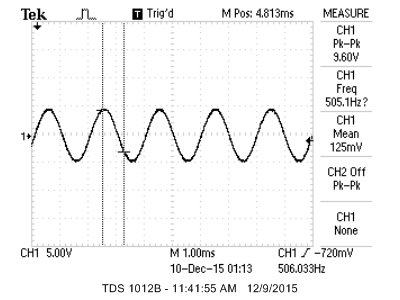 Tek T Trig'd M Pos: 4.813ms MEASURE
CH1
Pk-Pk
9.60V
CH1
Freq
505.1Hz?
CH1
Mean
125mV
CH2 Off
Pk-Pk
CH1
None
1
CH1 5.00V M 1.00ms CH1 -720mV
10-Dec-15 01:13 506.033Hz
TDS 1012B - 11:41:55 AM 12/9/2015